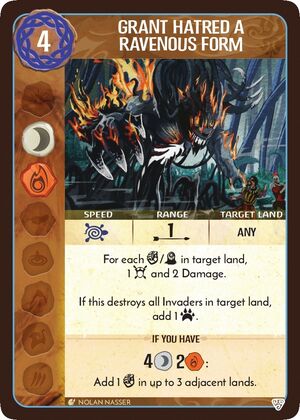 4
GRANT HATRED A
RAVENOUS FORM
SPEED RANGE TARGET LAND
1 ANY
For each / in target land,
1 and 2 Damage.
If this destroys all Invaders in target land,
add 1 .
IF YOU HAVE
4 2 :
Add 1 in up to 3 adjacent lands.
NOLAN NASSER